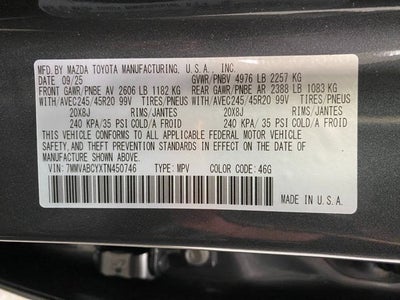 MFD. BY MAZDA TOYOTA MANUFACTURING, U.S.A., INC.
DATE 09/25 GVWR/PNBV 4976 LB 2257 KG
FRONT GAWR/PNBE AV 2606 LB 1182 KG REAR GAWR/PNBE AR 2388 LB 1083 KG
WITH/AVEC245/45R20 99V TIRES/PNEUS WITH/AVEC245/45R20 99V TIRES/PNEUS
20X8J RIMS/JANTES 20X8J RIMS/JANTES
240 KPA/35 PSI COLD/A FROID 240 KPA/35 PSI COLD/A FROID
THIS VEHICLE CONFORMS TO ALL APPLICABLE FEDERAL MOTOR VEHICLE
SAFETY, AND THEFT PREVENTION STANDARDS IN EFFECT ON THE DATE OF
MANUFACTURE SHOWN ABOVE.
VIN: 7MMVABCYXTN450746 TYPE: MPV COLOR CODE: 46G
MADE IN U.S.A.